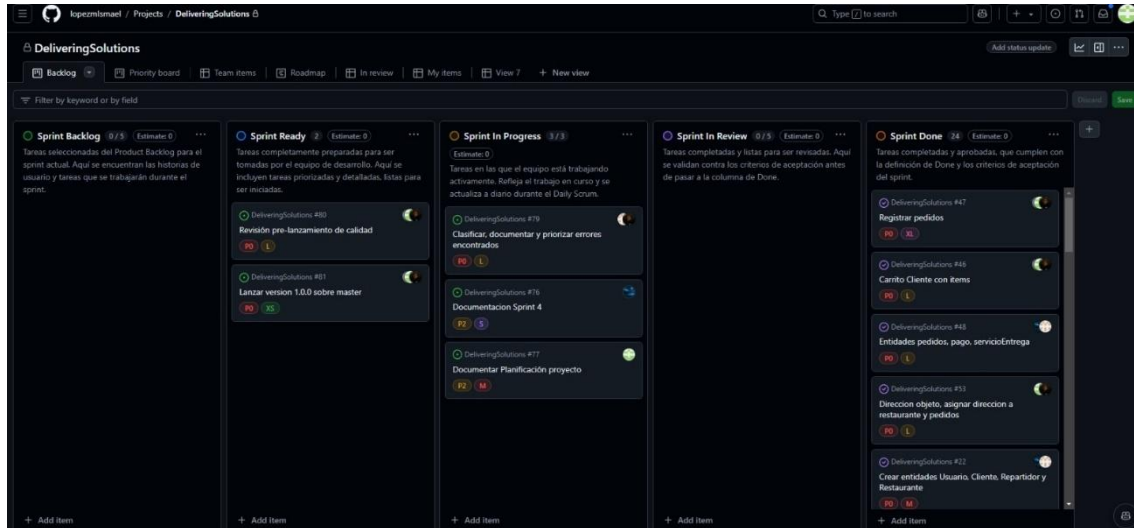 lopezmIsmael / Projects / DeliveringSolutions
Type / to search
DeliveringSolutions
Add status update
Backlog
Priority board
Team items
Roadmap
In review
My items
View 7
+ New view
Filter by keyword or by field
Discard
Save
Sprint Backlog 0/5 Estimate: 0
Tareas seleccionadas del Product Backlog para el
sprint actual. Aquí se encuentran las historias de
usuario y tareas que se trabajarán durante el
sprint.
+ Add item
Sprint Ready 2 Estimate: 0
Tareas completamente preparadas para ser
tomadas por el equipo de desarrollo. Aquí se
incluyen tareas priorizadas y detalladas, listas para
ser iniciadas.
DeliveringSolutions #80
Revisión pre-lanzamiento de calidad
P0 L
DeliveringSolutions #81
Lanzar version 1.0.0 sobre master
P0 XS
+ Add item
Sprint In Progress 3/3
Estimate: 0
Tareas en las que el equipo está trabajando
activamente. Refleja el trabajo en curso y se
actualiza a diario durante el Daily Scrum.
DeliveringSolutions #79
Clasificar, documentar y priorizar errores
encontrados
P0 L
DeliveringSolutions #76
Documentacion Sprint 4
P2 S
DeliveringSolutions #77
Documentar Planificación proyecto
P2 M
+ Add item
Sprint In Review 0/5 Estimate: 0
Tareas completadas y listas para ser revisadas. Aquí
se validan contra los criterios de aceptación antes
de pasar a la columna de Done.
+ Add item
Sprint Done 24 Estimate: 0
Tareas completadas y aprobadas, que cumplen con
la definición de Done y los criterios de aceptación
del sprint.
DeliveringSolutions #47
Registrar pedidos
P0 XL
DeliveringSolutions #46
Carrito Cliente con items
P0 L
DeliveringSolutions #48
Entidades pedidos, pago, servicioEntrega
P0 L
DeliveringSolutions #53
Direccion objeto, asignar direccion a
restaurante y pedidos
P0 L
DeliveringSolutions #22
Crear entidades Usuario, Cliente, Repartidor y
Restaurante
P0 M
+ Add item